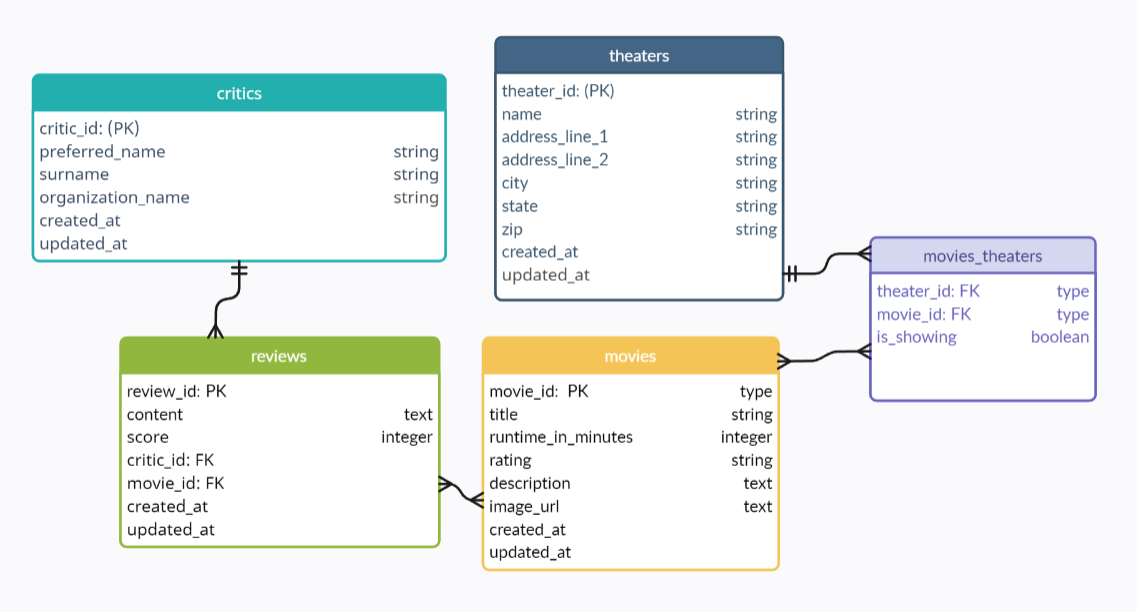 critics
critic_id: (PK)
preferred_name string
surname string
organization_name string
created_at
updated_at
theaters
theater_id: (PK)
name string
address_line_1 string
address_line_2 string
city string
state string
zip string
created_at
updated_at
movies_theaters
theater_id: FK type
movie_id: FK type
is_showing boolean
reviews
review_id: PK
content text
score integer
critic_id: FK
movie_id: FK
created_at
updated_at
movies
movie_id: PK type
title string
runtime_in_minutes integer
rating string
description text
image_url text
created_at
updated_at